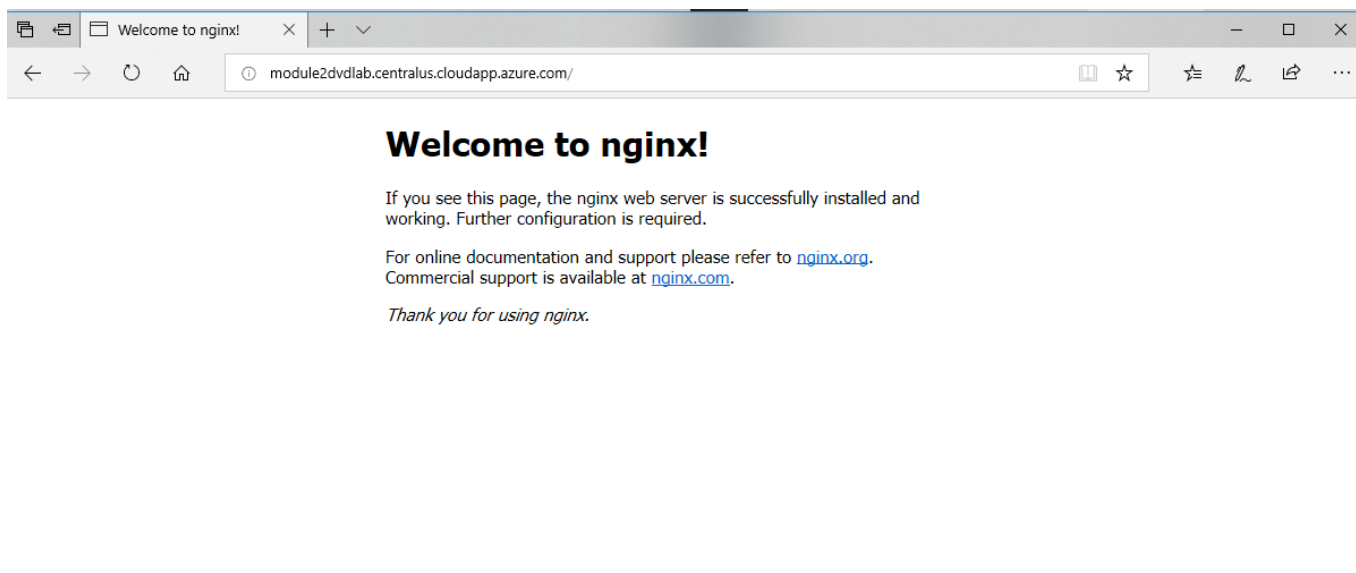 Welcome to nginx!
module2dvdlab.centralus.cloudapp.azure.com/
Welcome to nginx!
If you see this page, the nginx web server is successfully installed and
working. Further configuration is required.
For online documentation and support please refer to nginx.org.
Commercial support is available at nginx.com.
Thank you for using nginx.